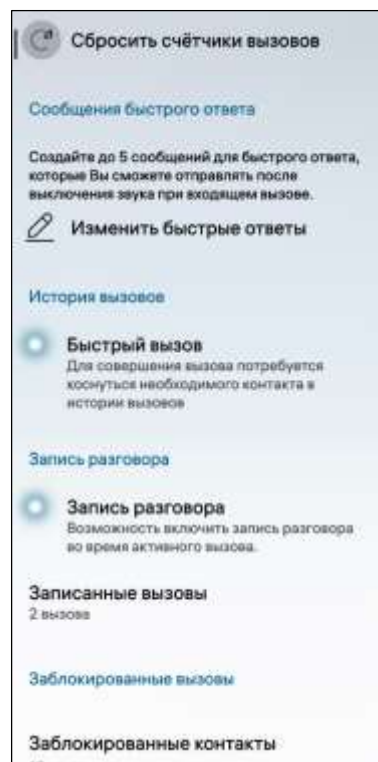 Сбросить счётчики вызовов
Сообщения быстрого ответа
Создайте до 5 сообщений для быстрого ответа,
которые Вы сможете отправлять после
выключения звука при входящем вызове.
Изменить быстрые ответы
История вызовов
Быстрый вызов
Для совершения вызова потребуется
коснуться необходимого контакта в
истории вызовов
Запись разговора
Запись разговора
Возможность включить запись разговора
во время активного вызова.
Записанные вызовы
2 вызова
Заблокированные вызовы
Заблокированные контакты